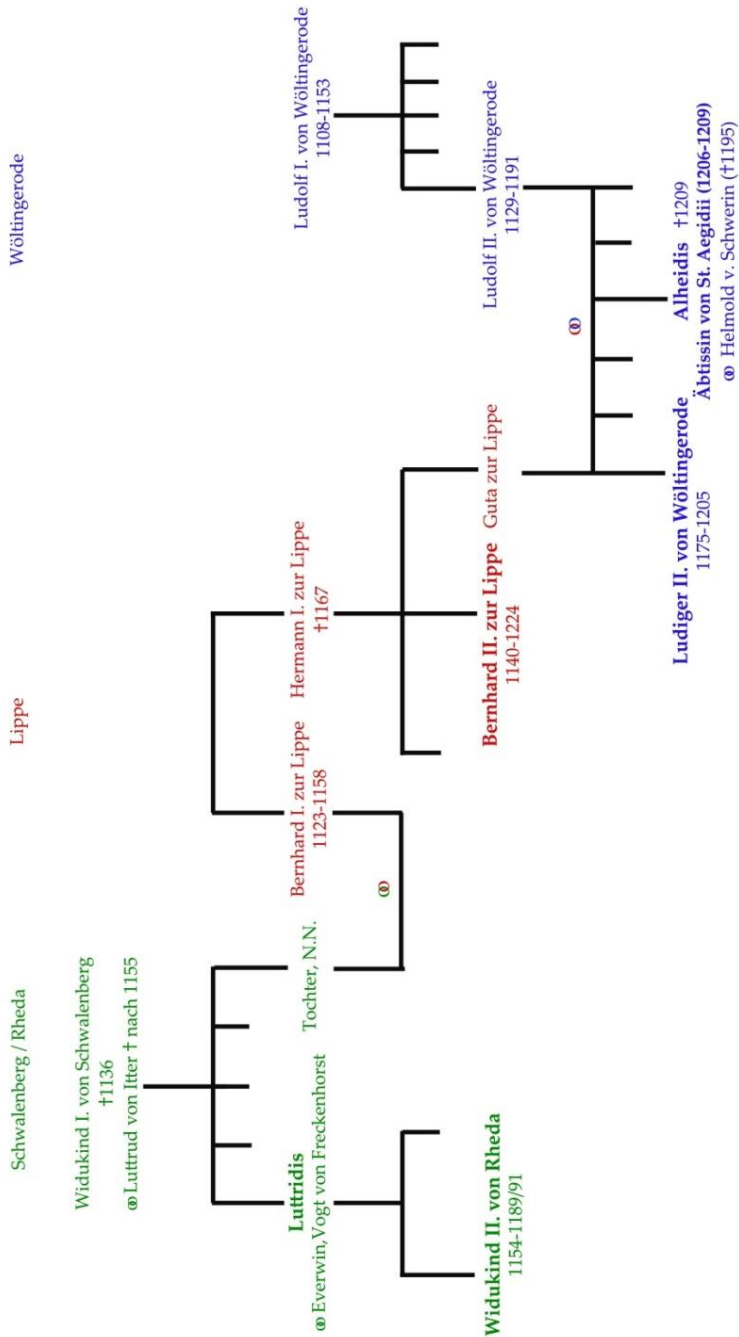 Schwalenberg / Rheda
Lippe
Wöltingerode
Widukind I. von Schwalenberg
†1136
⚭ Luttrud von Itter † nach 1155
Luttridis
⚭ Everwin,Vogt von Freckenhorst
Tochter, N.N.
Bernhard I. zur Lippe
1123-1158
Hermann I. zur Lippe
†1167
Ludolf I. von Wöltingerode
1108-1153
⚭
Widukind II. von Rheda
1154-1189/91
Bernhard II. zur Lippe
1140-1224
Guta zur Lippe
Ludolf II. von Wöltingerode
1129-1191
⚭
Ludiger II. von Wöltingerode
1175-1205
Alheidis †1209
Äbtissin von St. Aegidii (1206-1209)
⚭ Helmold v. Schwerin (†1195)